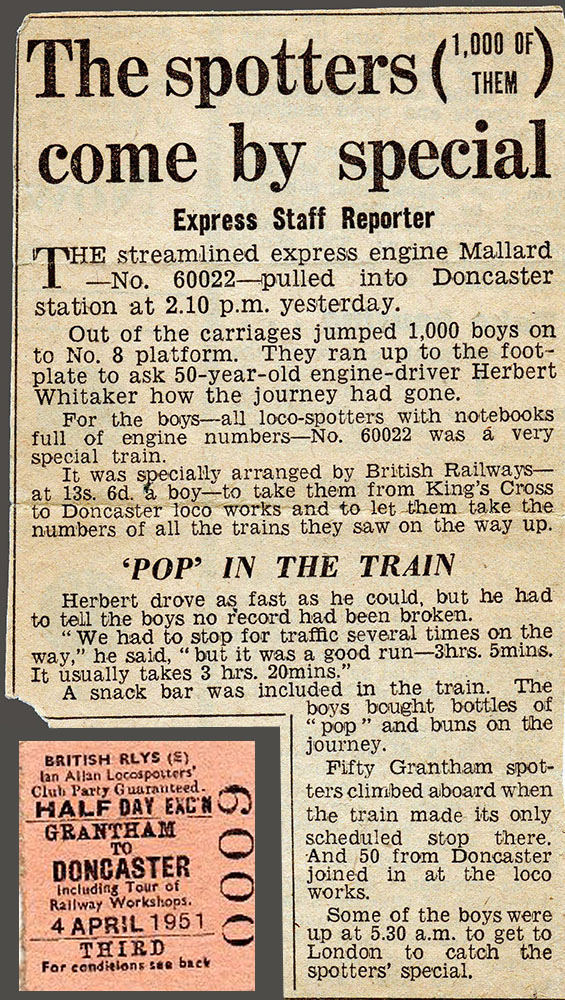 The spotters (1,000 OF THEM)
come by special
Express Staff Reporter
THE streamlined express engine Mallard
—No. 60022—pulled into Doncaster
station at 2.10 p.m. yesterday.
Out of the carriages jumped 1,000 boys on
to No. 8 platform. They ran up to the foot-
plate to ask 50-year-old engine-driver Herbert
Whitaker how the journey had gone.
For the boys—all loco-spotters with notebooks
full of engine numbers—No. 60022 was a very
special train.
It was specially arranged by British Railways—
at 13s. 6d. a boy—to take them from King's Cross
to Doncaster loco works and to let them take the
numbers of all the trains they saw on the way up.
'POP' IN THE TRAIN
Herbert drove as fast as he could, but he had
to tell the boys no record had been broken.
"We had to stop for traffic several times on the
way," he said, "but it was a good run—3hrs. 5mins.
It usually takes 3 hrs. 20mins."
A snack bar was included in the train. The
boys bought bottles of
"pop" and buns on the
journey.
Fifty Grantham spot-
ters climbed aboard when
the train made its only
scheduled stop there.
And 50 from Doncaster
joined in at the loco
works.
Some of the boys were
up at 5.30 a.m. to get to
London to catch the
spotters' special.
BRITISH RLYS (E)
Ian Allan Locospotters'
Club Party Guaranteed.
HALF DAY EXC'N
GRANTHAM
TO
DONCASTER
Including Tour of
Railway Workshops.
4 APRIL 1951
THIRD
For conditions see back
0009